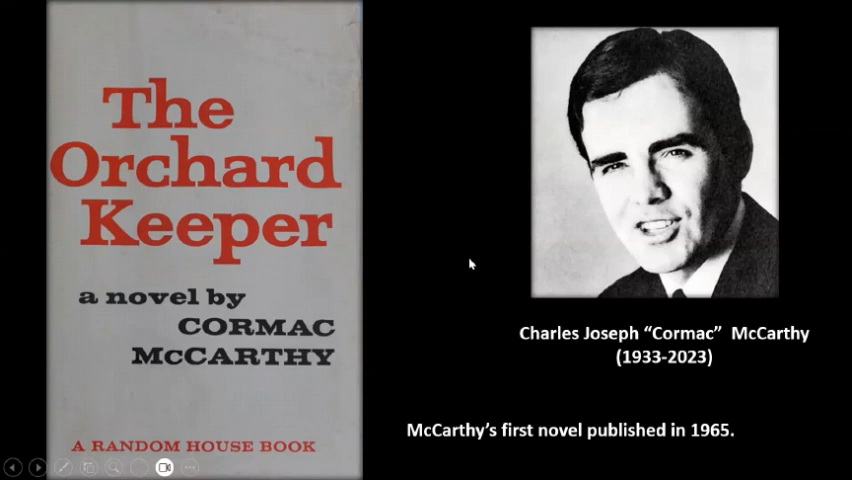 The
Orchard
Keeper
a novel by
CORMAC
McCARTHY
A RANDOM HOUSE BOOK
Charles Joseph “Cormac”  McCarthy
(1933-2023)
McCarthy’s first novel published in 1965.